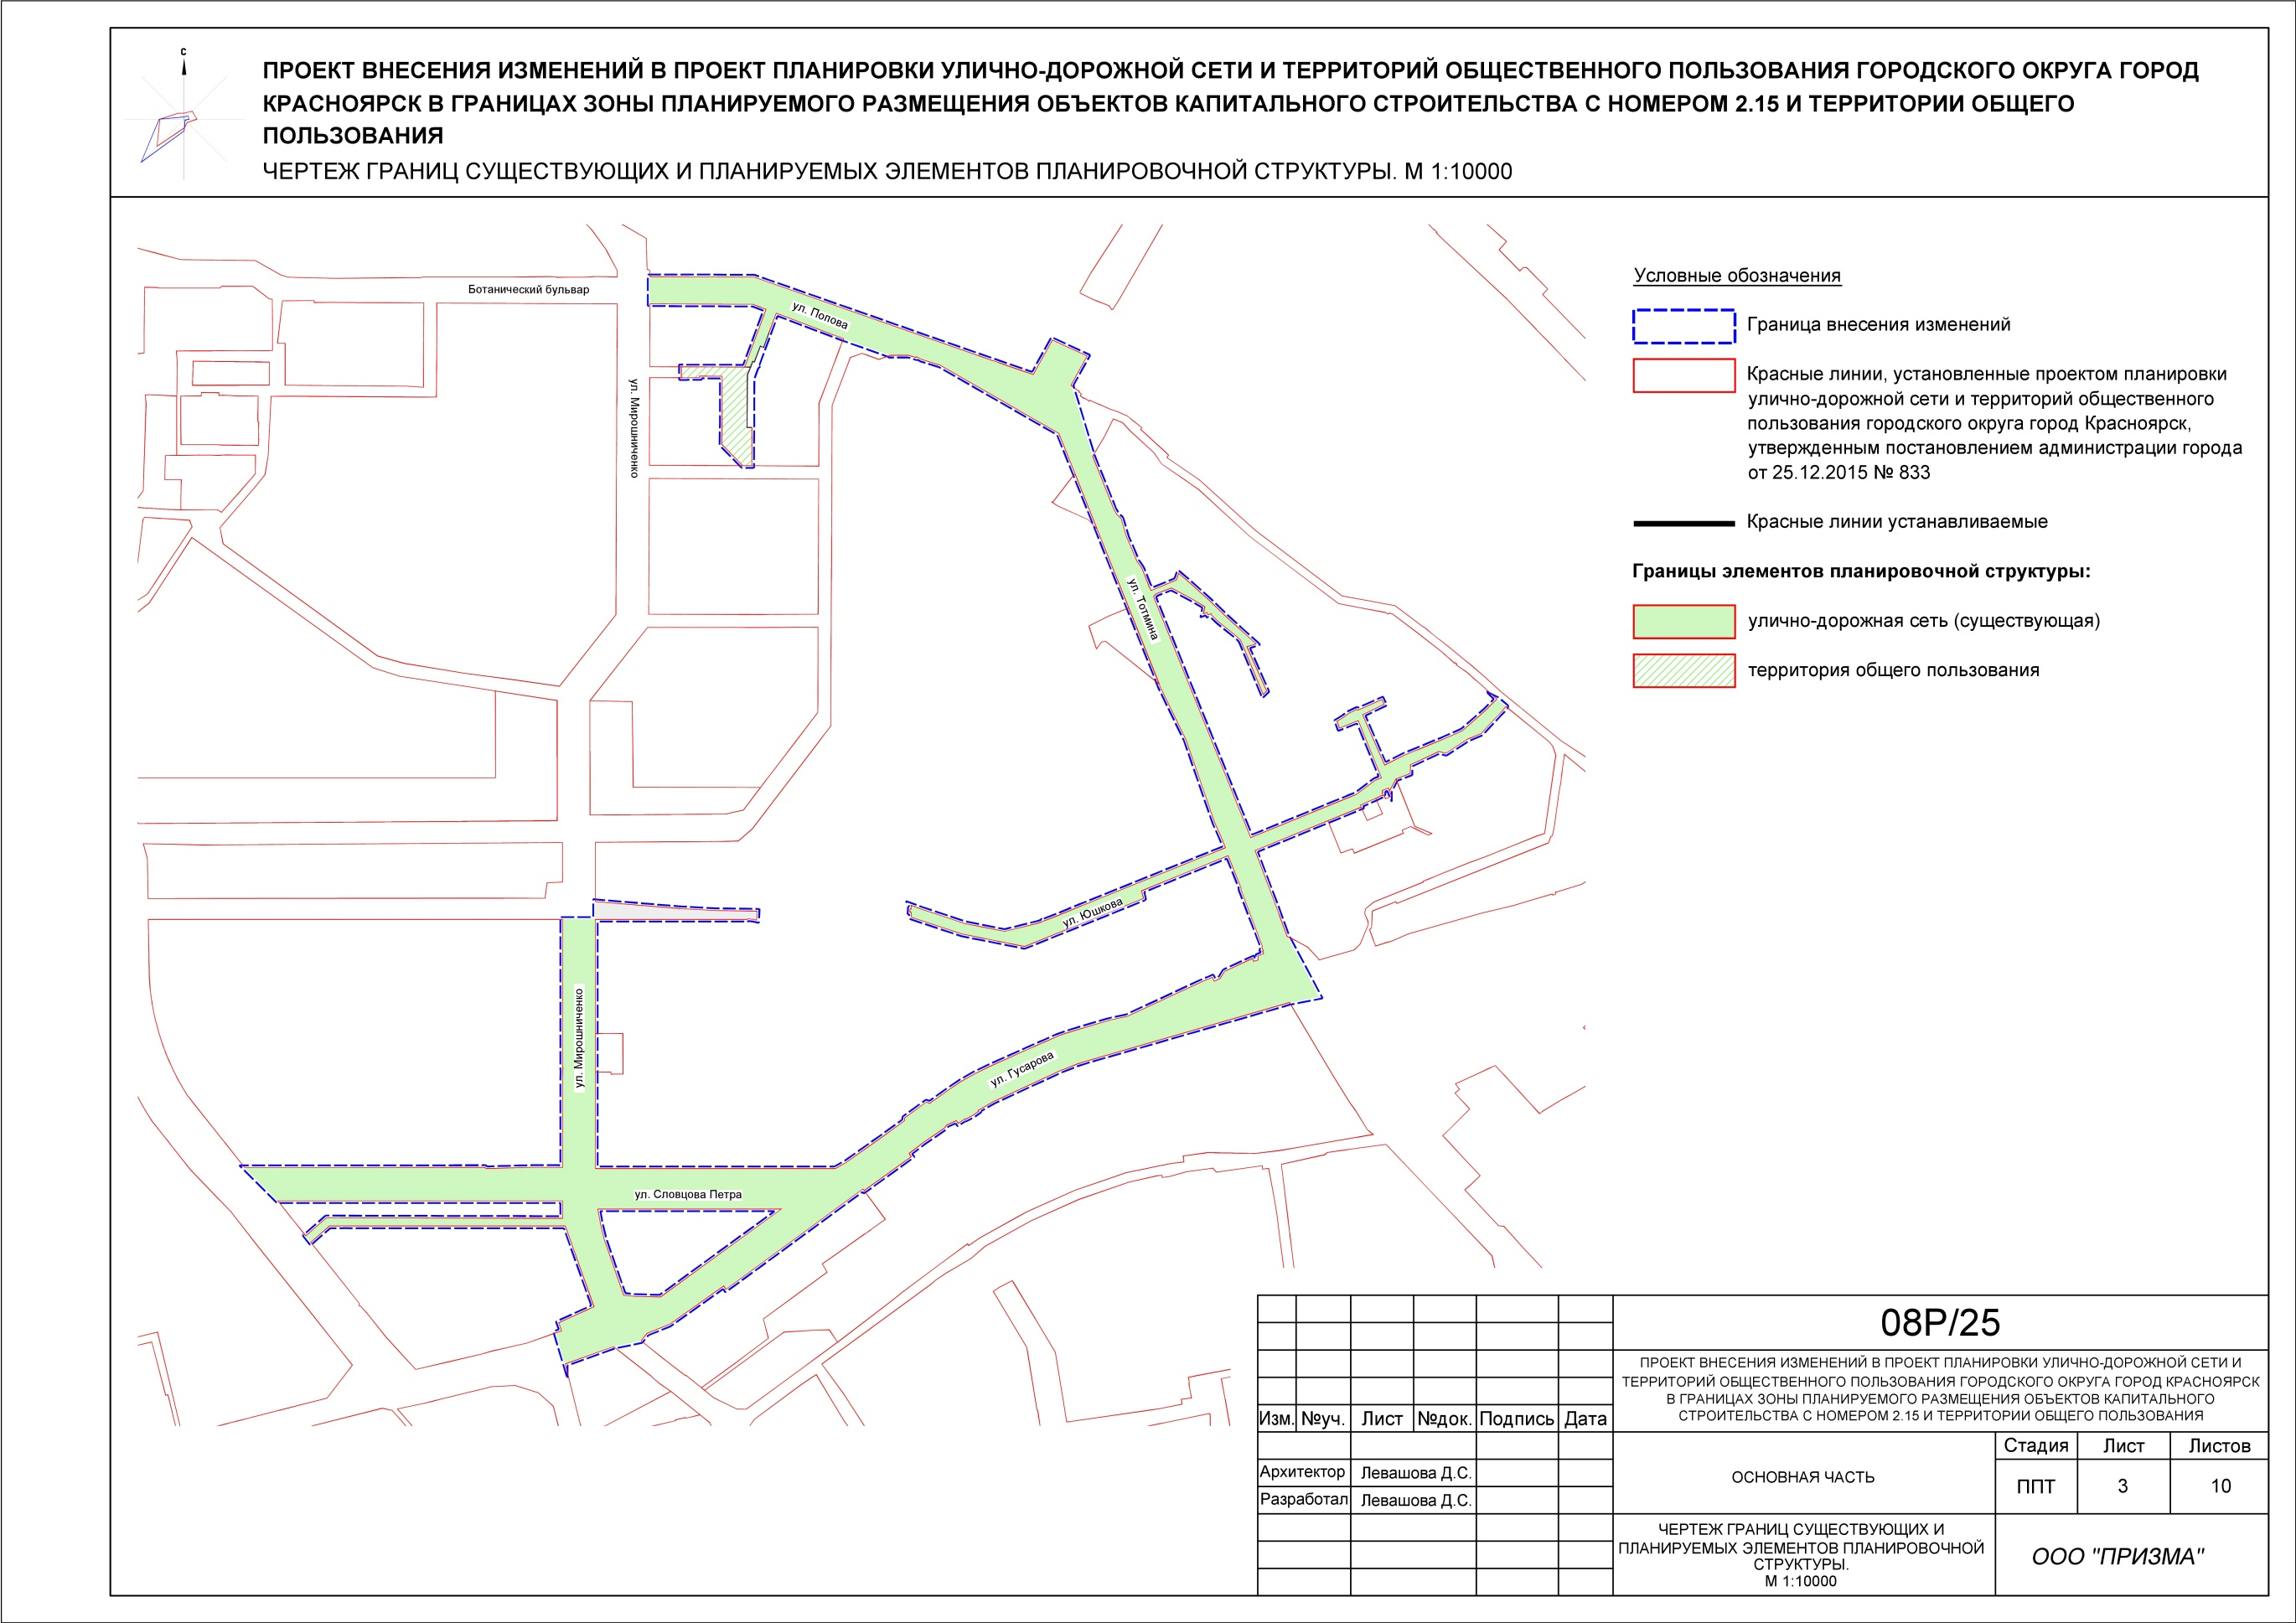 С
ПРОЕКТ ВНЕСЕНИЯ ИЗМЕНЕНИЙ В ПРОЕКТ ПЛАНИРОВКИ УЛИЧНО-ДОРОЖНОЙ СЕТИ И ТЕРРИТОРИЙ ОБЩЕСТВЕННОГО ПОЛЬЗОВАНИЯ ГОРОДСКОГО ОКРУГА ГОРОД
КРАСНОЯРСК В ГРАНИЦАХ ЗОНЫ ПЛАНИРУЕМОГО РАЗМЕЩЕНИЯ ОБЪЕКТОВ КАПИТАЛЬНОГО СТРОИТЕЛЬСТВА С НОМЕРОМ 2.15 И ТЕРРИТОРИИ ОБЩЕГО
ПОЛЬЗОВАНИЯ
ЧЕРТЕЖ ГРАНИЦ СУЩЕСТВУЮЩИХ И ПЛАНИРУЕМЫХ ЭЛЕМЕНТОВ ПЛАНИРОВОЧНОЙ СТРУКТУРЫ. М 1:10000
Ботанический бульвар
ул. Попова
ул. Мирошниченко
ул. Тотмина
ул. Юшкова
ул. Мирошниченко
ул. Гусарова
ул. Словцова Петра
Условные обозначения
Граница внесения изменений
Красные линии, установленные проектом планировки
улично-дорожной сети и территорий общественного
пользования городского округа город Красноярск,
утвержденным постановлением администрации города
от 25.12.2015 № 833
Красные линии устанавливаемые
Границы элементов планировочной структуры:
улично-дорожная сеть (существующая)
территория общего пользования
08Р/25
ПРОЕКТ ВНЕСЕНИЯ ИЗМЕНЕНИЙ В ПРОЕКТ ПЛАНИРОВКИ УЛИЧНО-ДОРОЖНОЙ СЕТИ И
ТЕРРИТОРИЙ ОБЩЕСТВЕННОГО ПОЛЬЗОВАНИЯ ГОРОДСКОГО ОКРУГА ГОРОД КРАСНОЯРСК
В ГРАНИЦАХ ЗОНЫ ПЛАНИРУЕМОГО РАЗМЕЩЕНИЯ ОБЪЕКТОВ КАПИТАЛЬНОГО
СТРОИТЕЛЬСТВА С НОМЕРОМ 2.15 И ТЕРРИТОРИИ ОБЩЕГО ПОЛЬЗОВАНИЯ
Изм. №уч. Лист №док. Подпись Дата
Архитектор Левашова Д.С.
Разработал Левашова Д.С.
ОСНОВНАЯ ЧАСТЬ
Стадия Лист Листов
ППТ 3 10
ЧЕРТЕЖ ГРАНИЦ СУЩЕСТВУЮЩИХ И
ПЛАНИРУЕМЫХ ЭЛЕМЕНТОВ ПЛАНИРОВОЧНОЙ
СТРУКТУРЫ.
М 1:10000
ООО "ПРИЗМА"